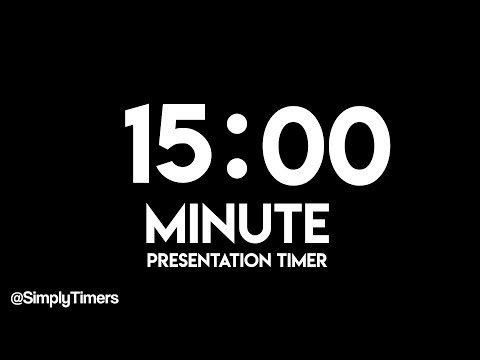 15:00
MINUTE
PRESENTATION TIMER
@SimplyTimers